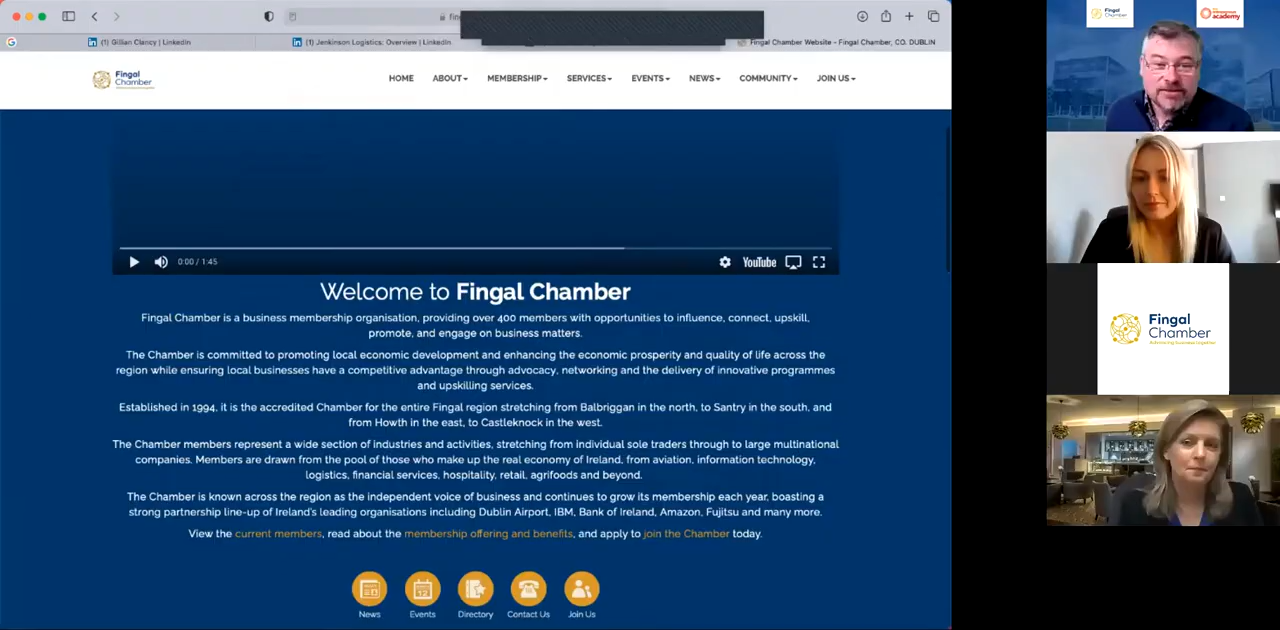 fing
(1) Gillian Clancy | LinkedIn
(1) Jenkinson Logistics: Overview | LinkedIn
Fingal Chamber Website – Fingal Chamber, CO. DUBLIN
Fingal
Chamber
HOME
ABOUT
MEMBERSHIP
SERVICES
EVENTS
NEWS
COMMUNITY
JOIN US
0:00 / 1:45
YouTube
Welcome to Fingal Chamber
Fingal Chamber is a business membership organisation, providing over 400 members with opportunities to influence, connect, upskill,
promote, and engage on business matters.
The Chamber is committed to promoting local economic development and enhancing the economic prosperity and quality of life across the
region while ensuring local businesses have a competitive advantage through advocacy, networking and the delivery of innovative programmes
and upskilling services.
Established in 1994, it is the accredited Chamber for the entire Fingal region stretching from Balbriggan in the north, to Santry in the south, and
from Howth in the east, to Castleknock in the west.
The Chamber members represent a wide section of industries and activities, stretching from individual sole traders through to large multinational
companies. Members are drawn from the pool of those who make up the real economy of Ireland, from aviation, information technology,
logistics, financial services, hospitality, retail, agrifoods and beyond.
The Chamber is known across the region as the independent voice of business and continues to grow its membership each year, boasting a
strong partnership line-up of Ireland's leading organisations including Dublin Airport, IBM, Bank of Ireland, Amazon, Fujitsu and many more.
View the current members, read about the membership offering and benefits, and apply to join the Chamber today.
News
Events
Directory
Contact Us
Join Us
Fingal
Chamber
academy
Fingal
Chamber
Advancing business together